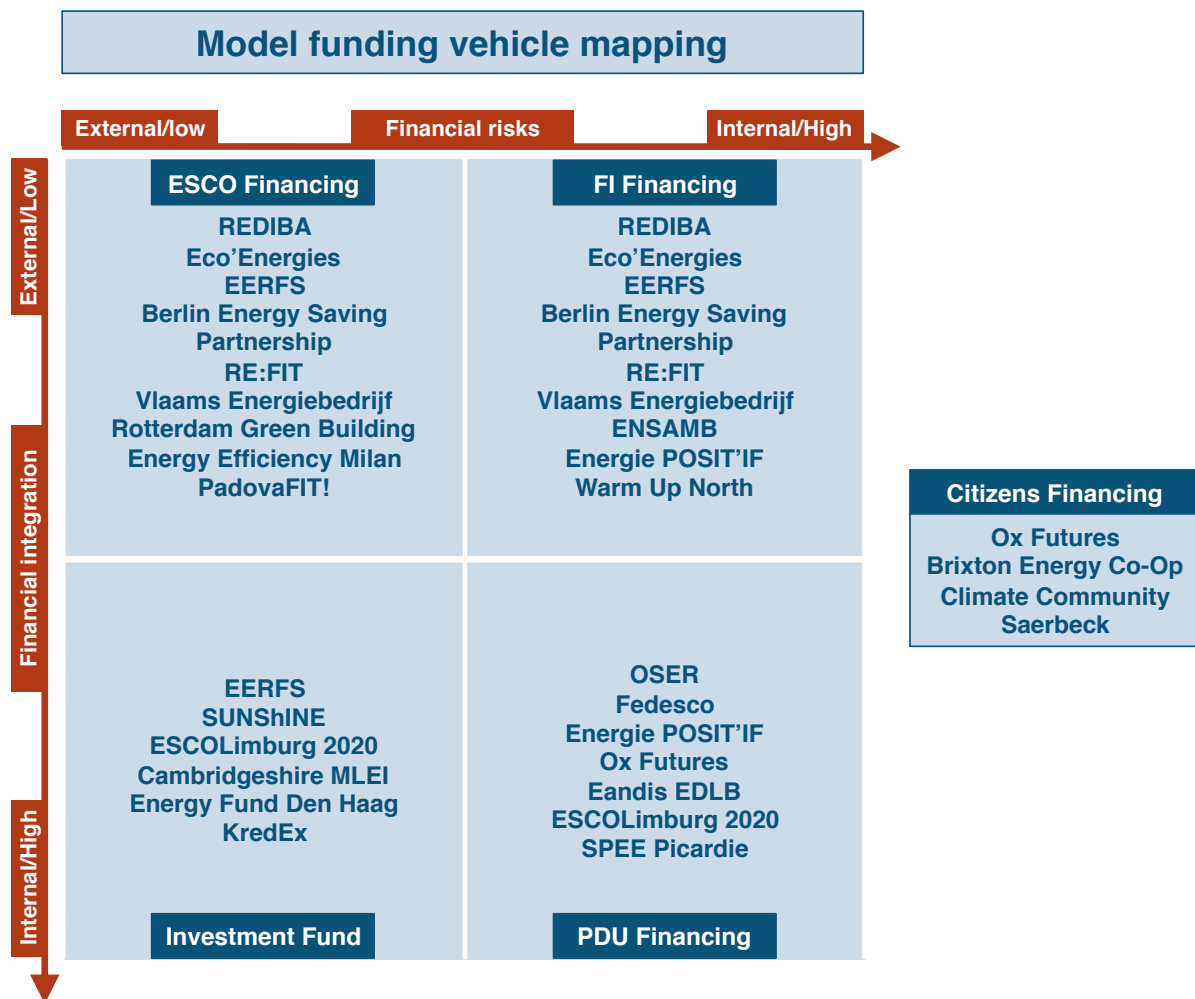 Model funding vehicle mapping
External/low
Financial risks
Internal/High
External/Low
Financial integration
Internal/High
ESCO Financing
REDIBA
Eco’Energies
EERFS
Berlin Energy Saving
Partnership
RE:FIT
Vlaams Energiebedrijf
Rotterdam Green Building
Energy Efficiency Milan
PadovaFIT!
FI Financing
REDIBA
Eco’Energies
EERFS
Berlin Energy Saving
Partnership
RE:FIT
Vlaams Energiebedrijf
ENSAMB
Energie POSIT'IF
Warm Up North
EERFS
SUNShINE
ESCOLimburg 2020
Cambridgeshire MLEI
Energy Fund Den Haag
KredEx
Investment Fund
OSER
Fedesco
Energie POSIT'IF
Ox Futures
Eandis EDLB
ESCOLimburg 2020
SPEE Picardie
PDU Financing
Citizens Financing
Ox Futures
Brixton Energy Co-Op
Climate Community
Saerbeck